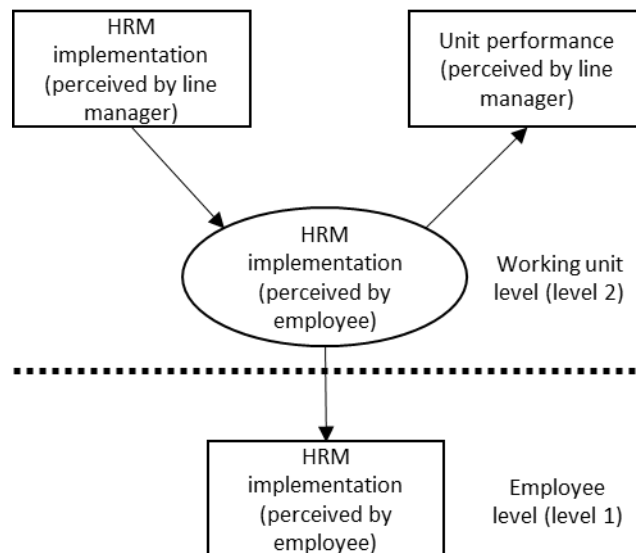 HRM
implementation
(perceived by line
manager)
Unit performance
(perceived by line
manager)
HRM
implementation
(perceived by
employee)
Working unit
level (level 2)
HRM
implementation
(perceived by
employee)
Employee
level (level 1)